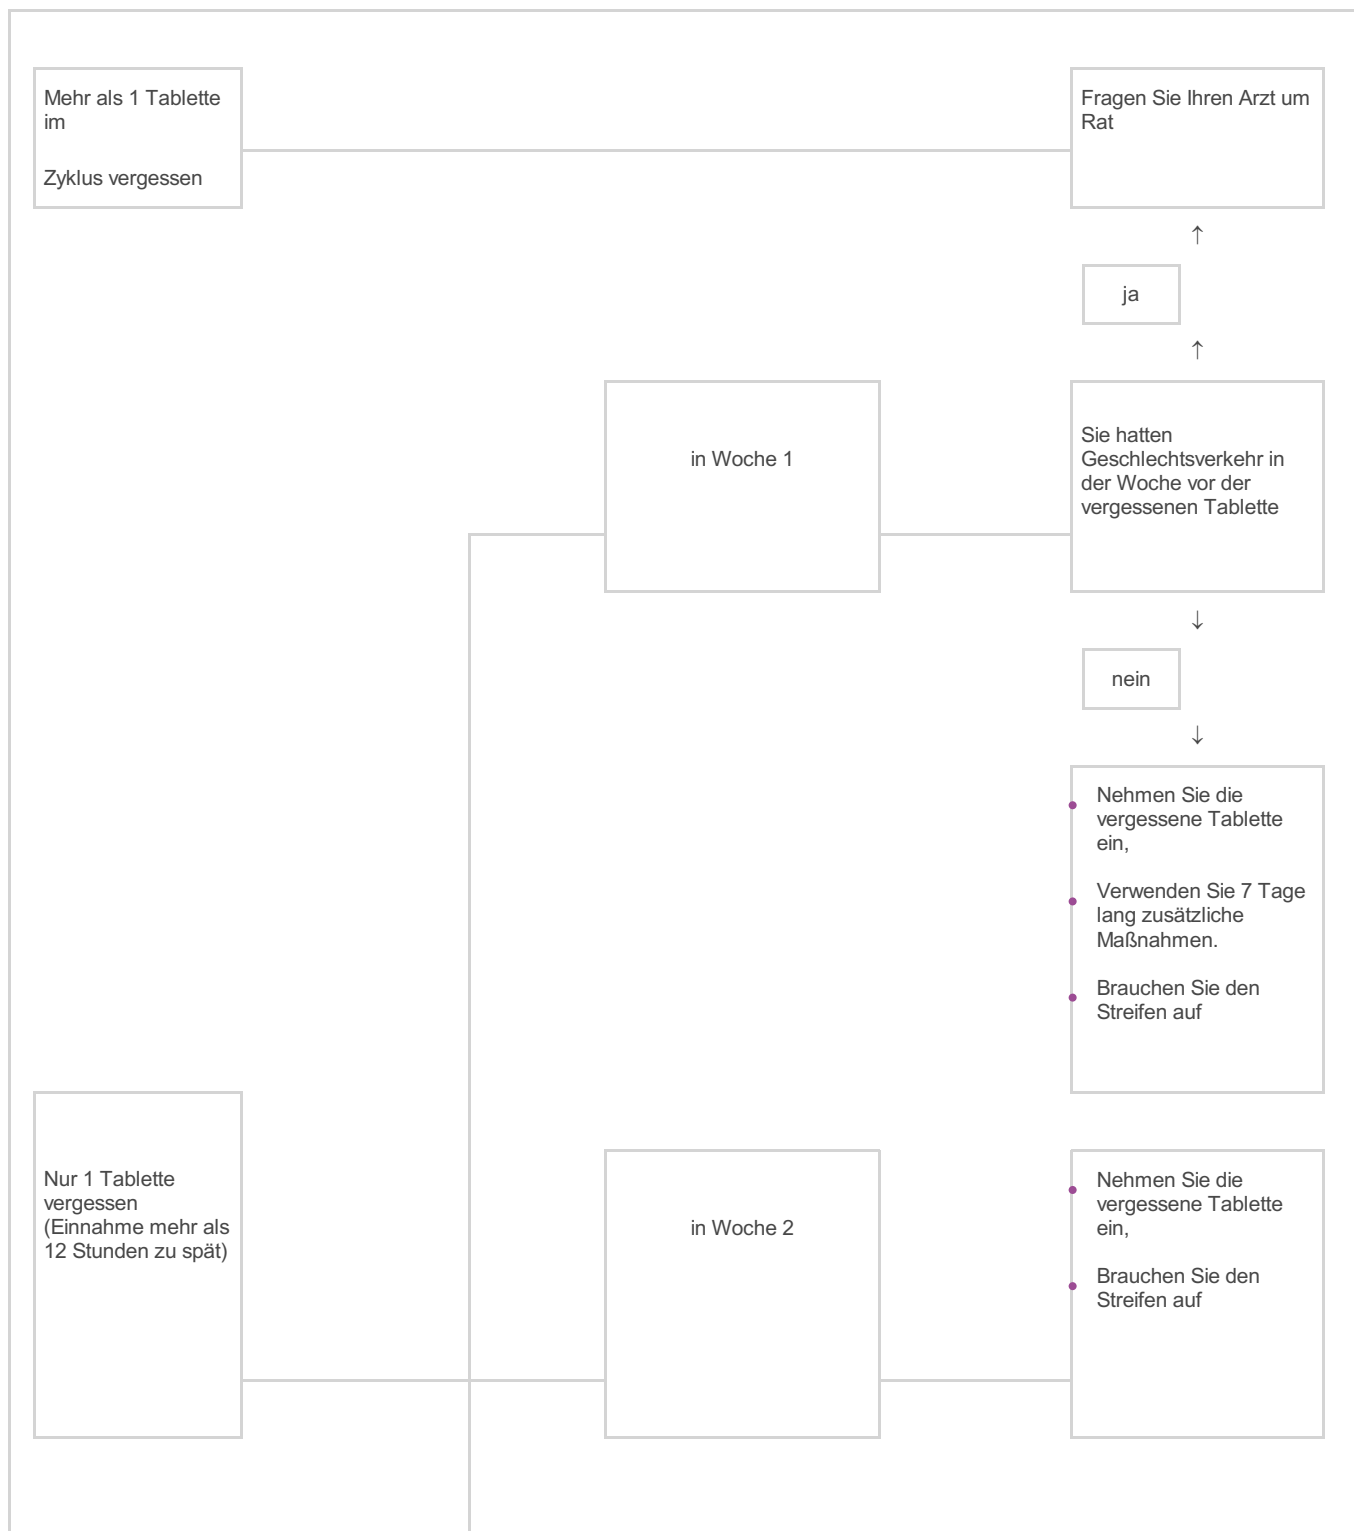 Mehr als 1 Tablette
im
Zyklus vergessen
Fragen Sie Ihren Arzt um
Rat
↑
ja
↑
in Woche 1
Sie hatten
Geschlechtsverkehr in
der Woche vor der
vergessenen Tablette
↓
nein
↓
• Nehmen Sie die
vergessene Tablette
ein,
• Verwenden Sie 7 Tage
lang zusätzliche
Maßnahmen.
• Brauchen Sie den
Streifen auf
Nur 1 Tablette
vergessen
(Einnahme mehr als
12 Stunden zu spät)
in Woche 2
• Nehmen Sie die
vergessene Tablette
ein,
• Brauchen Sie den
Streifen auf